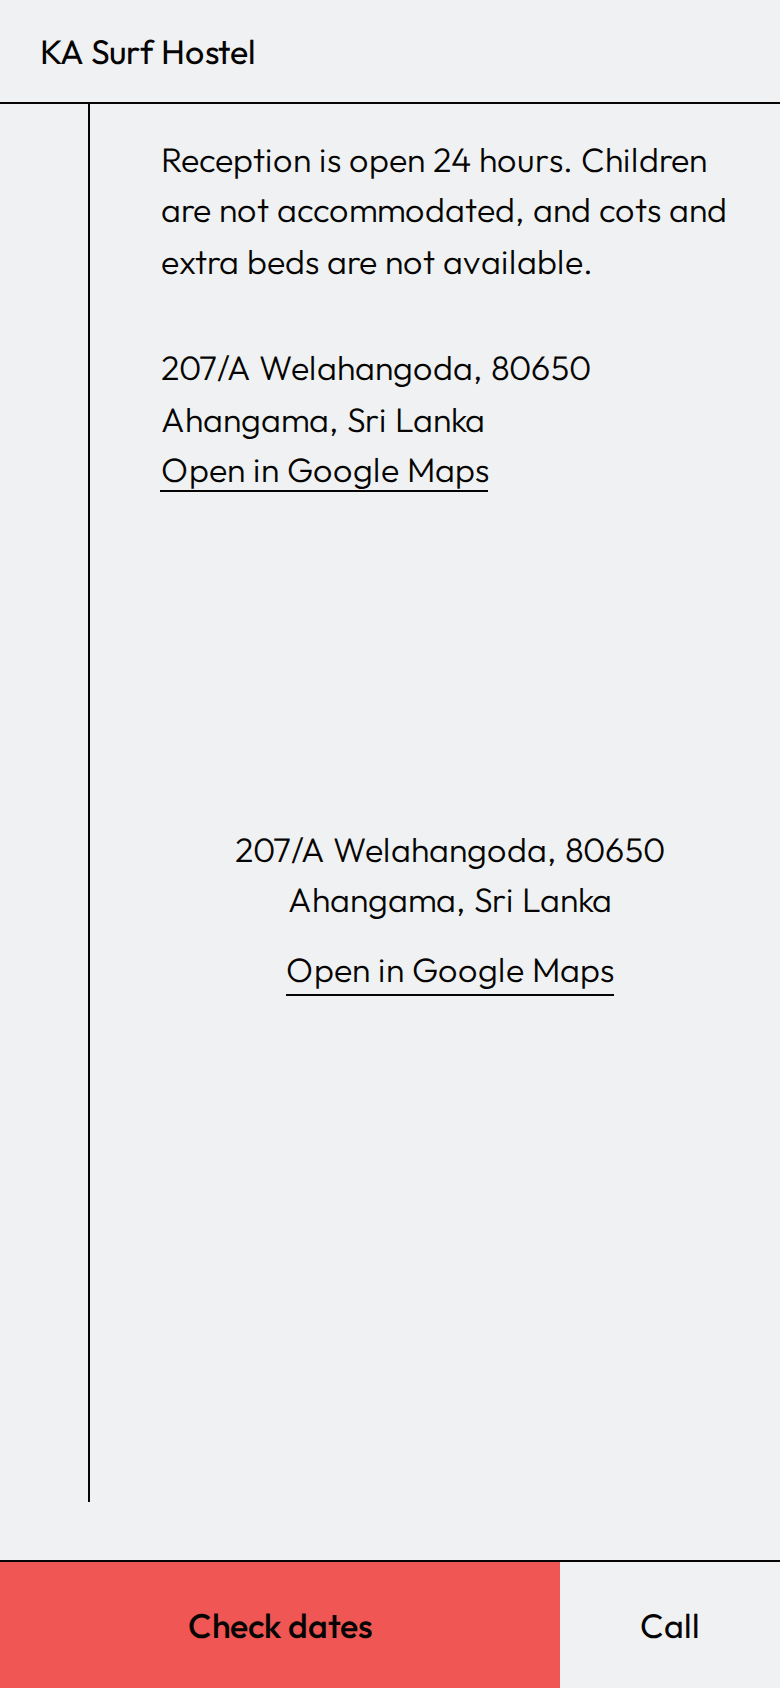 KA Surf Hostel
Reception is open 24 hours. Children
are not accommodated, and cots and
extra beds are not available.
207/A Welahangoda, 80650
Ahangama, Sri Lanka
Open in Google Maps
207/A Welahangoda, 80650
Ahangama, Sri Lanka
Open in Google Maps
Check dates
Call